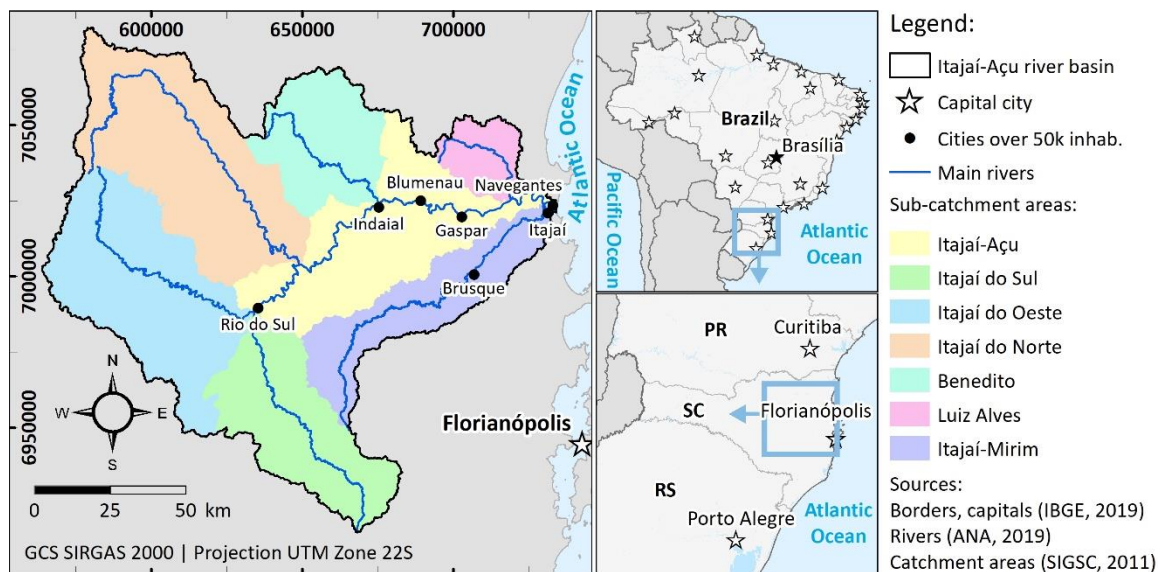 600000
650000
700000
7050000
7000000
6950000
Atlantic Ocean
Blumenau
Navegantes
Indaial
Gaspar
Itajaí
Brusque
Rio do Sul
N
W
E
S
Florianópolis
0
25
50 km
GCS SIRGAS 2000 | Projection UTM Zone 22S
Brazil
Brasília
Pacific Ocean
Atlantic
Ocean
PR
Curitiba
SC
Florianópolis
RS
Porto Alegre
Atlantic
Ocean
Legend:
Itajaí-Açu river basin
Capital city
Cities over 50k inhab.
Main rivers
Sub-catchment areas:
Itajaí-Açu
Itajaí do Sul
Itajaí do Oeste
Itajaí do Norte
Benedito
Luiz Alves
Itajaí-Mirim
Sources:
Borders, capitals (IBGE, 2019)
Rivers (ANA, 2019)
Catchment areas (SIGSC, 2011)